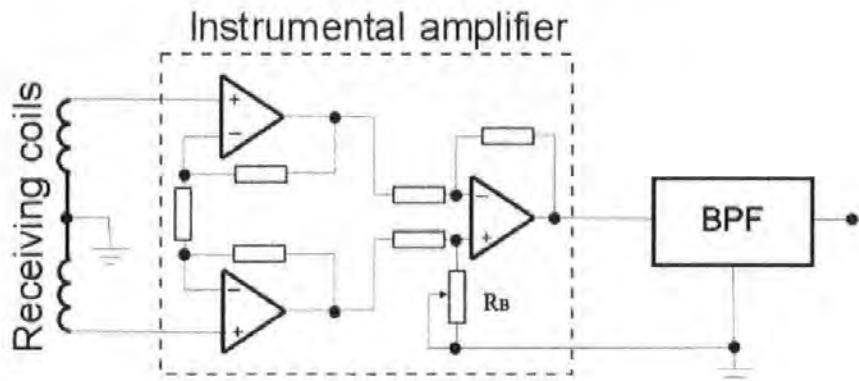 Instrumental amplifier
Receiving coils
+
−
−
+
−
+
RB
BPF